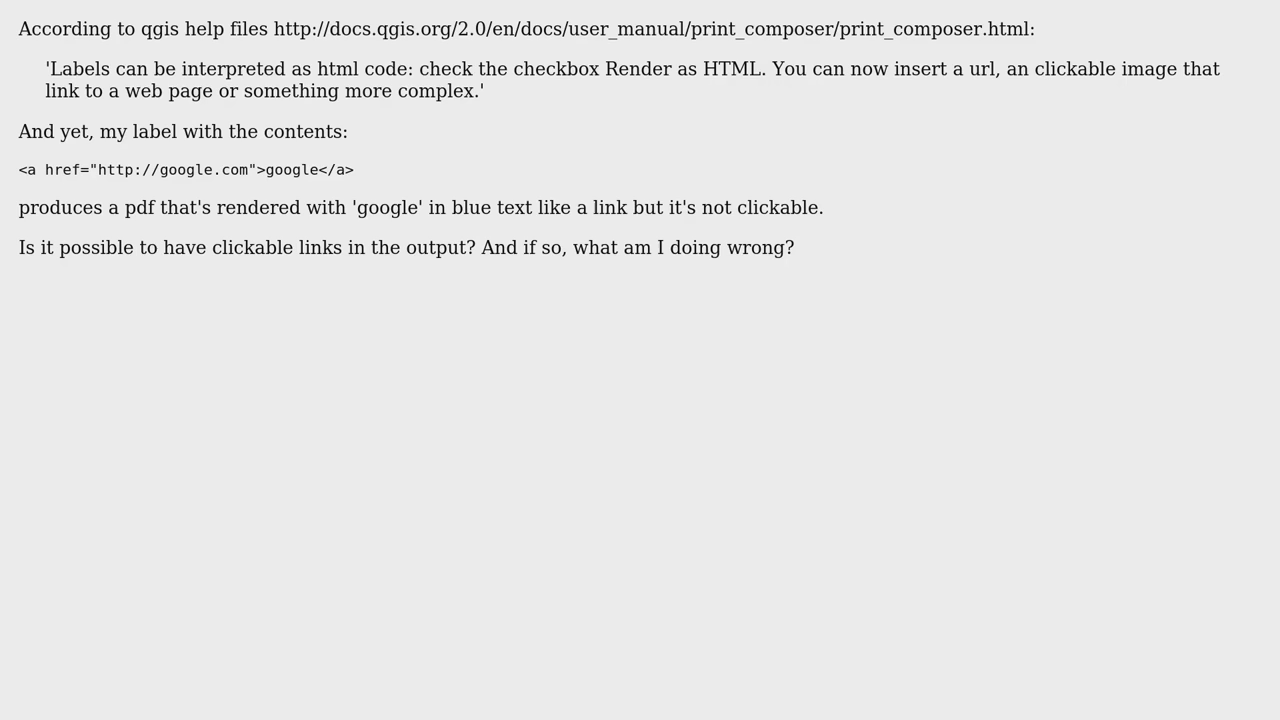 According to qgis help files http://docs.qgis.org/2.0/en/docs/user_manual/print_composer/print_composer.html:
'Labels can be interpreted as html code: check the checkbox Render as HTML. You can now insert a url, an clickable image that
link to a web page or something more complex.'
And yet, my label with the contents:
<a href="http://google.com">google</a>
produces a pdf that's rendered with 'google' in blue text like a link but it's not clickable.
Is it possible to have clickable links in the output? And if so, what am I doing wrong?